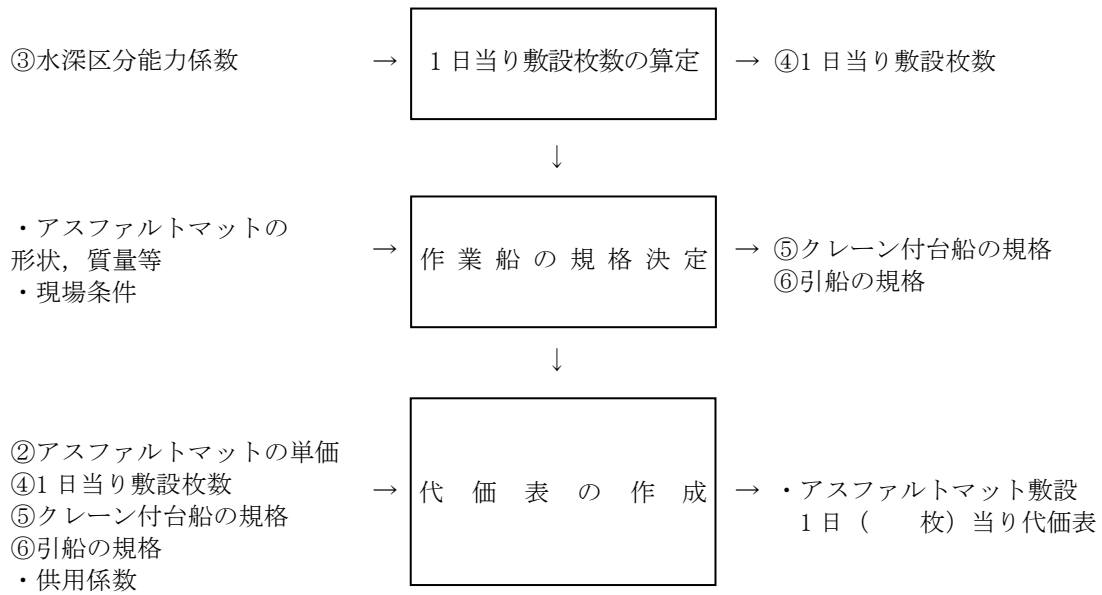 ③水深区分能力係数 → 1日当り敷設枚数の算定 → ④1日当り敷設枚数
↓
・アスファルトマットの
形状，質量等
・現場条件
→ 作業船の規格決定 →
⑤クレーン付台船の規格
⑥引船の規格
↓
②アスファルトマットの単価
④1日当り敷設枚数
⑤クレーン付台船の規格
⑥引船の規格
・供用係数
→ 代価表の作成 →
・アスファルトマット敷設
1日（　　枚）当り代価表